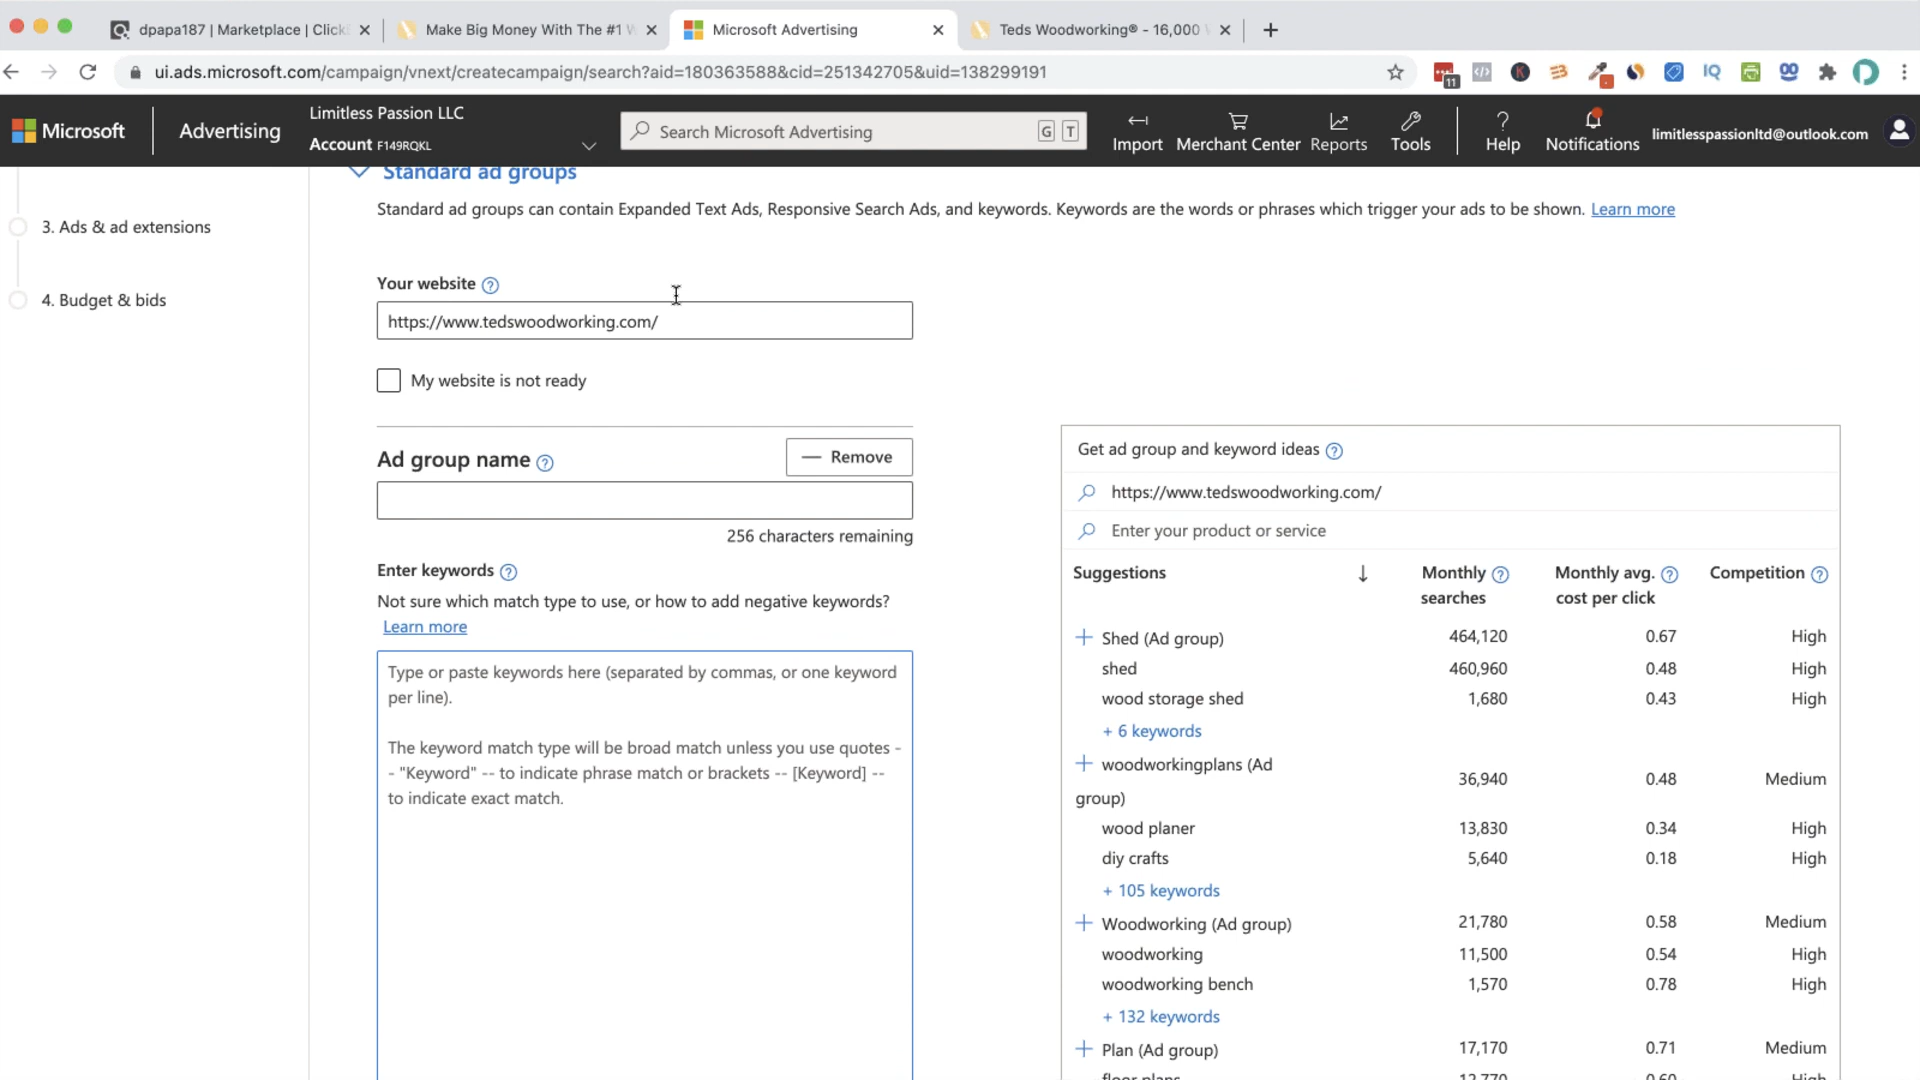 dpapa187 | Marketplace | Click
Make Big Money With The #1 W
Microsoft Advertising
Teds Woodworking® - 16,000
ui.ads.microsoft.com/campaign/vnext/createcampaign/search?aid=180363588&cid=251342705&uid=138299191
11
IQ
Microsoft
Advertising
Limitless Passion LLC
Account F149RQKL
Search Microsoft Advertising
G T
Import
Merchant Center
Reports
Tools
Help
Notifications
limitlesspassionltd@outlook.com
3. Ads & ad extensions
4. Budget & bids
Standard ad groups
Standard ad groups can contain Expanded Text Ads, Responsive Search Ads, and keywords. Keywords are the words or phrases which trigger your ads to be shown. Learn more
Your website ?
https://www.tedswoodworking.com/
My website is not ready
Ad group name ?
— Remove
256 characters remaining
Enter keywords ?
Not sure which match type to use, or how to add negative keywords?
Learn more
Type or paste keywords here (separated by commas, or one keyword
per line).
The keyword match type will be broad match unless you use quotes -
- "Keyword" -- to indicate phrase match or brackets -- [Keyword] --
to indicate exact match.
Get ad group and keyword ideas ?
https://www.tedswoodworking.com/
Enter your product or service
Suggestions ↓ Monthly searches ? Monthly avg. cost per click ? Competition ?
+ Shed (Ad group) 464,120 0.67 High
shed 460,960 0.48 High
wood storage shed 1,680 0.43 High
+ 6 keywords
+ woodworkingplans (Ad group) 36,940 0.48 Medium
wood planer 13,830 0.34 High
diy crafts 5,640 0.18 High
+ 105 keywords
+ Woodworking (Ad group) 21,780 0.58 Medium
woodworking 11,500 0.54 High
woodworking bench 1,570 0.78 High
+ 132 keywords
+ Plan (Ad group) 17,170 0.71 Medium
floor plans 12,770 0.60 High